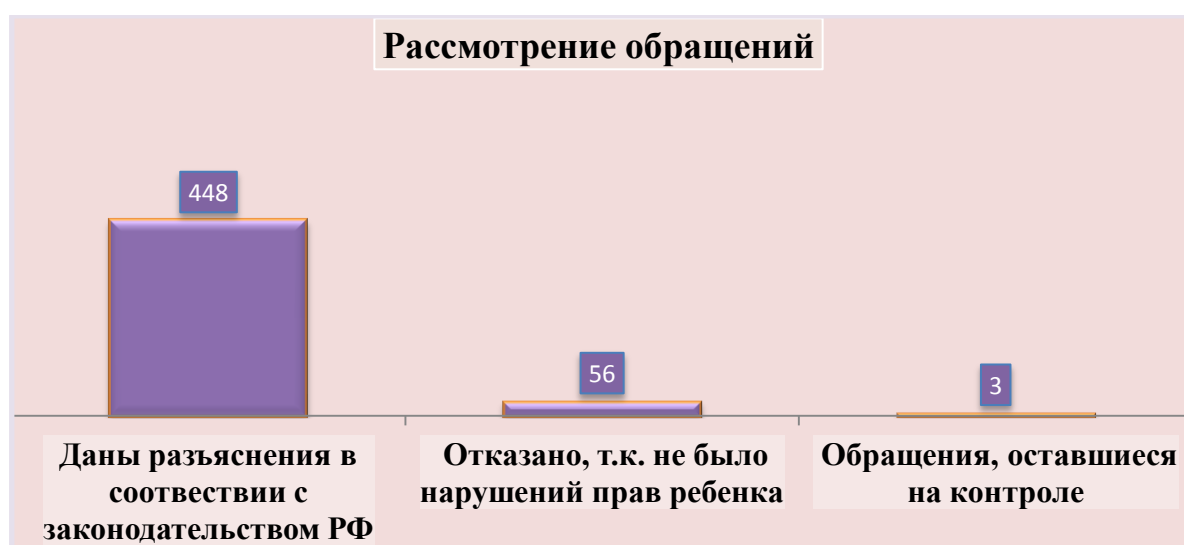 Рассмотрение обращений
448
56
3
Даны разъяснения в
соотвествии с
законодательством РФ
Отказано, т.к. не было
нарушений прав ребенка
Обращения, оставшиеся
на контроле